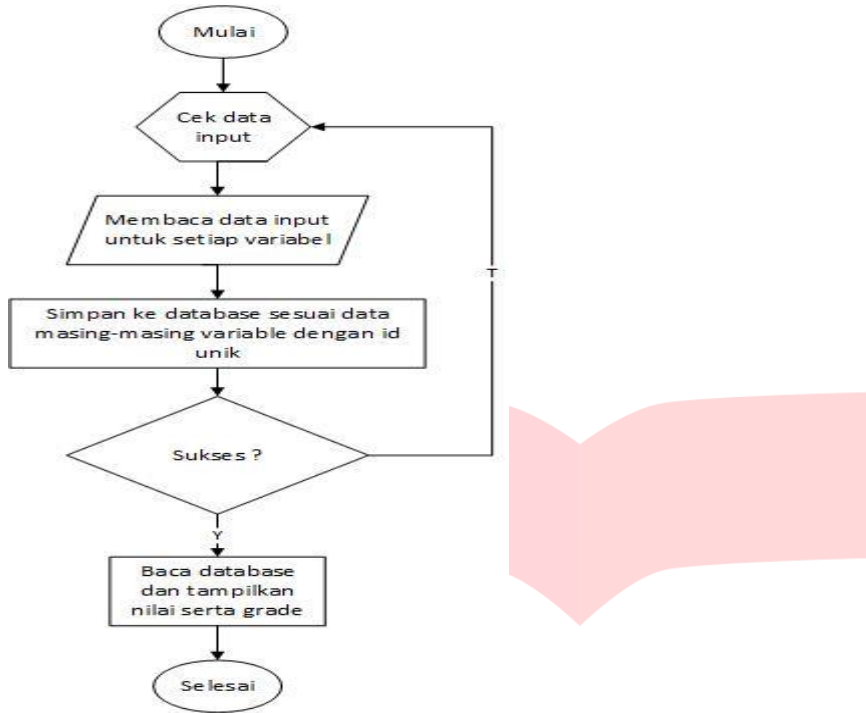 Mulai
Cek data
input
Membaca data input
untuk setiap variabel
T
Simpan ke database sesuai data
masing-masing variable dengan id
unik
Sukses ?
Y
Baca database
dan tampilkan
nilai serta grade
Selesai